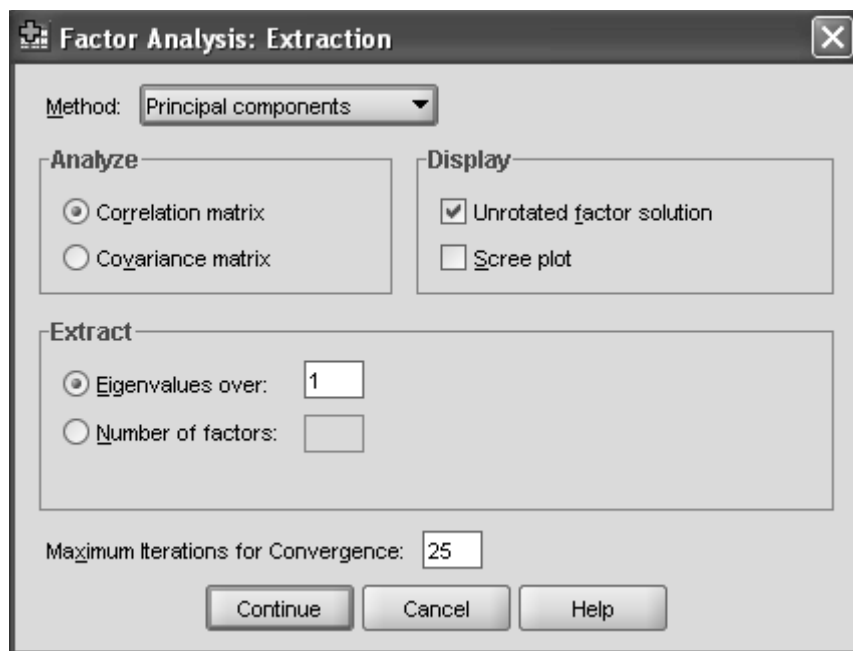 Factor Analysis: Extraction
Method: Principal components
Analyze
Correlation matrix
Covariance matrix
Display
Unrotated factor solution
Scree plot
Extract
Eigenvalues over: 1
Number of factors:
Maximum Iterations for Convergence: 25
Continue Cancel Help